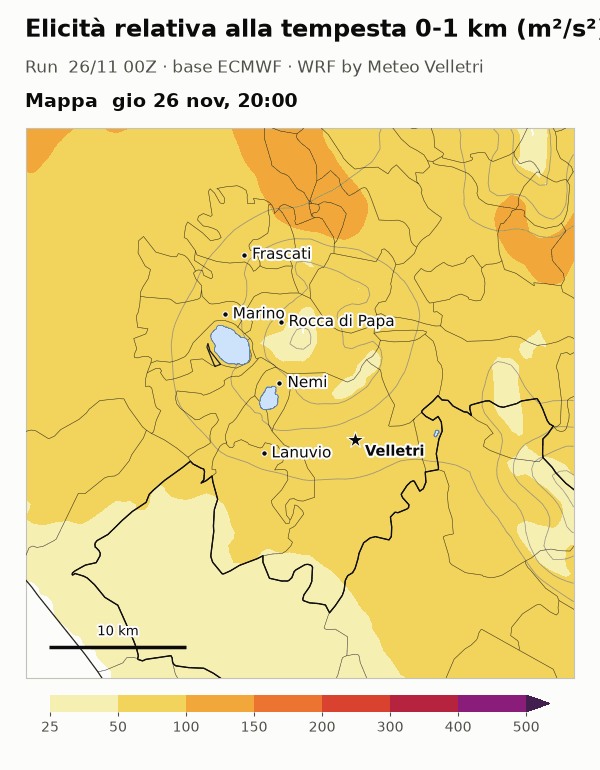 Elicità relativa alla tempesta 0-1 km (m²/s²)
Run  26/11 00Z · base ECMWF · WRF by Meteo Velletri
Mappa  gio 26 nov, 20:00
Frascati
Marino
Rocca di Papa
Nemi
Velletri
Lanuvio
10 km
25 50 100 150 200 300 400 500